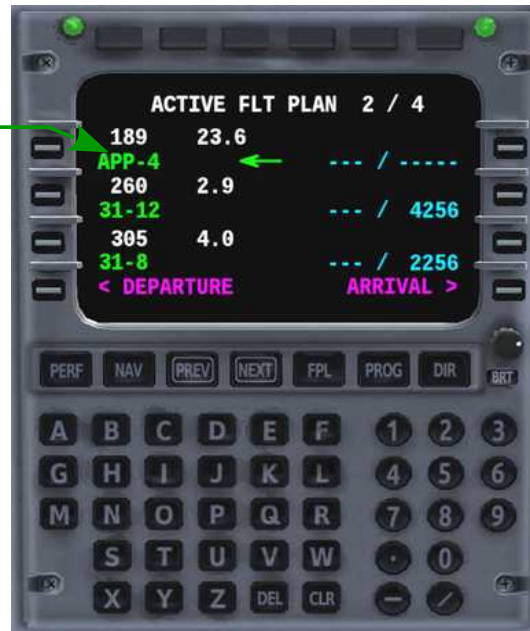 ACTIVE FLT PLAN 2 / 4
189 23.6
APP-4 --- / -----
260 2.9
31-12 --- / 4256
305 4.0
31-8 --- / 2256
< DEPARTURE ARRIVAL >
PERF NAV PREV NEXT FPL PROG DIR BRT
A B C D E F 1 2 3
G H I J K L 4 5 6
M N O P Q R 7 8 9
S T U V W · 0
X Y Z DEL CLR - /